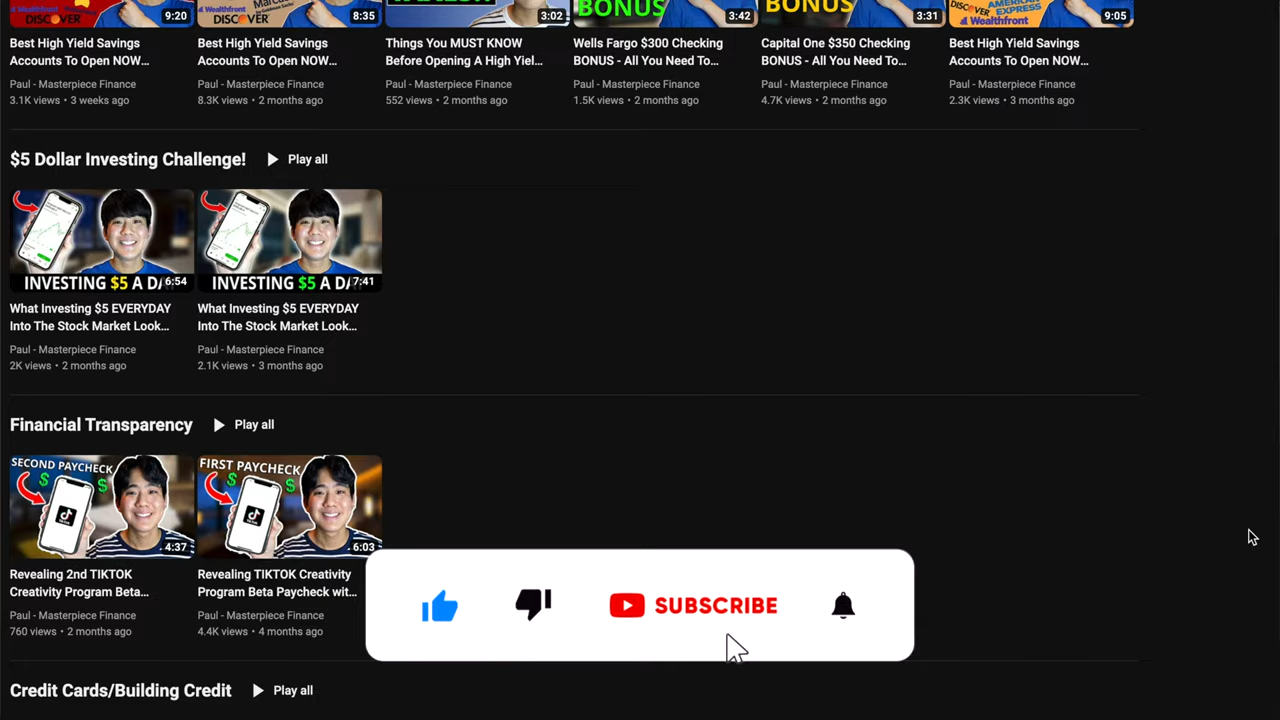 DISCOVER
Wealthfront
9:20
DISCOVER
8:35
3:02
BONUS
3:42
BONUS
3:31
AMERICAN
EXPRESS
Wealthfront
9:05
Best High Yield Savings
Accounts To Open NOW...
Best High Yield Savings
Accounts To Open NOW...
Things You MUST KNOW
Before Opening A High Yiel...
Wells Fargo $300 Checking
BONUS - All You Need To...
Capital One $350 Checking
BONUS - All You Need To...
Best High Yield Savings
Accounts To Open NOW...
Paul - Masterpiece Finance
Paul - Masterpiece Finance
Paul - Masterpiece Finance
Paul - Masterpiece Finance
Paul - Masterpiece Finance
Paul - Masterpiece Finance
3.1K views • 3 weeks ago
8.3K views • 2 months ago
552 views • 2 months ago
1.5K views • 2 months ago
4.7K views • 2 months ago
2.3K views • 3 months ago
$5 Dollar Investing Challenge!
Play all
INVESTING $5 A DA
6:54
INVESTING $5 A DA
7:41
What Investing $5 EVERYDAY
Into The Stock Market Look...
What Investing $5 EVERYDAY
Into The Stock Market Look...
Paul - Masterpiece Finance
Paul - Masterpiece Finance
2K views • 2 months ago
2.1K views • 3 months ago
Financial Transparency
Play all
SECOND PAYCHECK
4:37
FIRST PAYCHECK
6:03
Revealing 2nd TIKTOK
Creativity Program Beta...
Revealing TIKTOK Creativity
Program Beta Paycheck wit...
Paul - Masterpiece Finance
Paul - Masterpiece Finance
760 views • 2 months ago
4.4K views • 4 months ago
SUBSCRIBE
Credit Cards/Building Credit
Play all